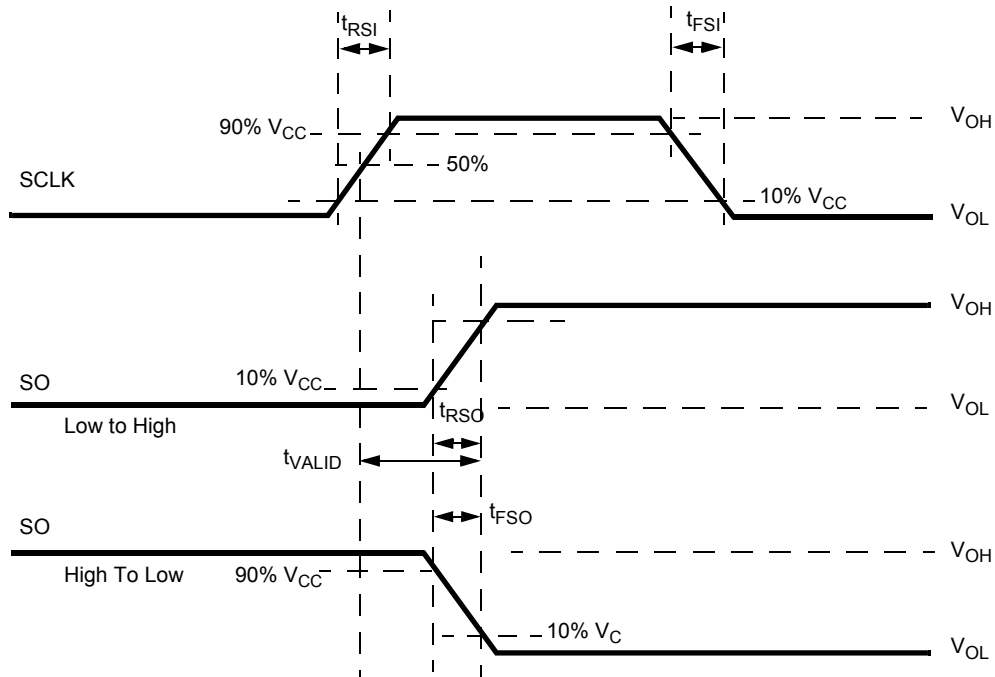 tRSI
tFSI
90% VCC
VOH
50%
SCLK
10% VCC
VOL
VOH
SO
10% VCC
tRSO
VOL
Low to High
tVALID
tFSO
SO
VOH
High To Low
90% VCC
10% VC
VOL